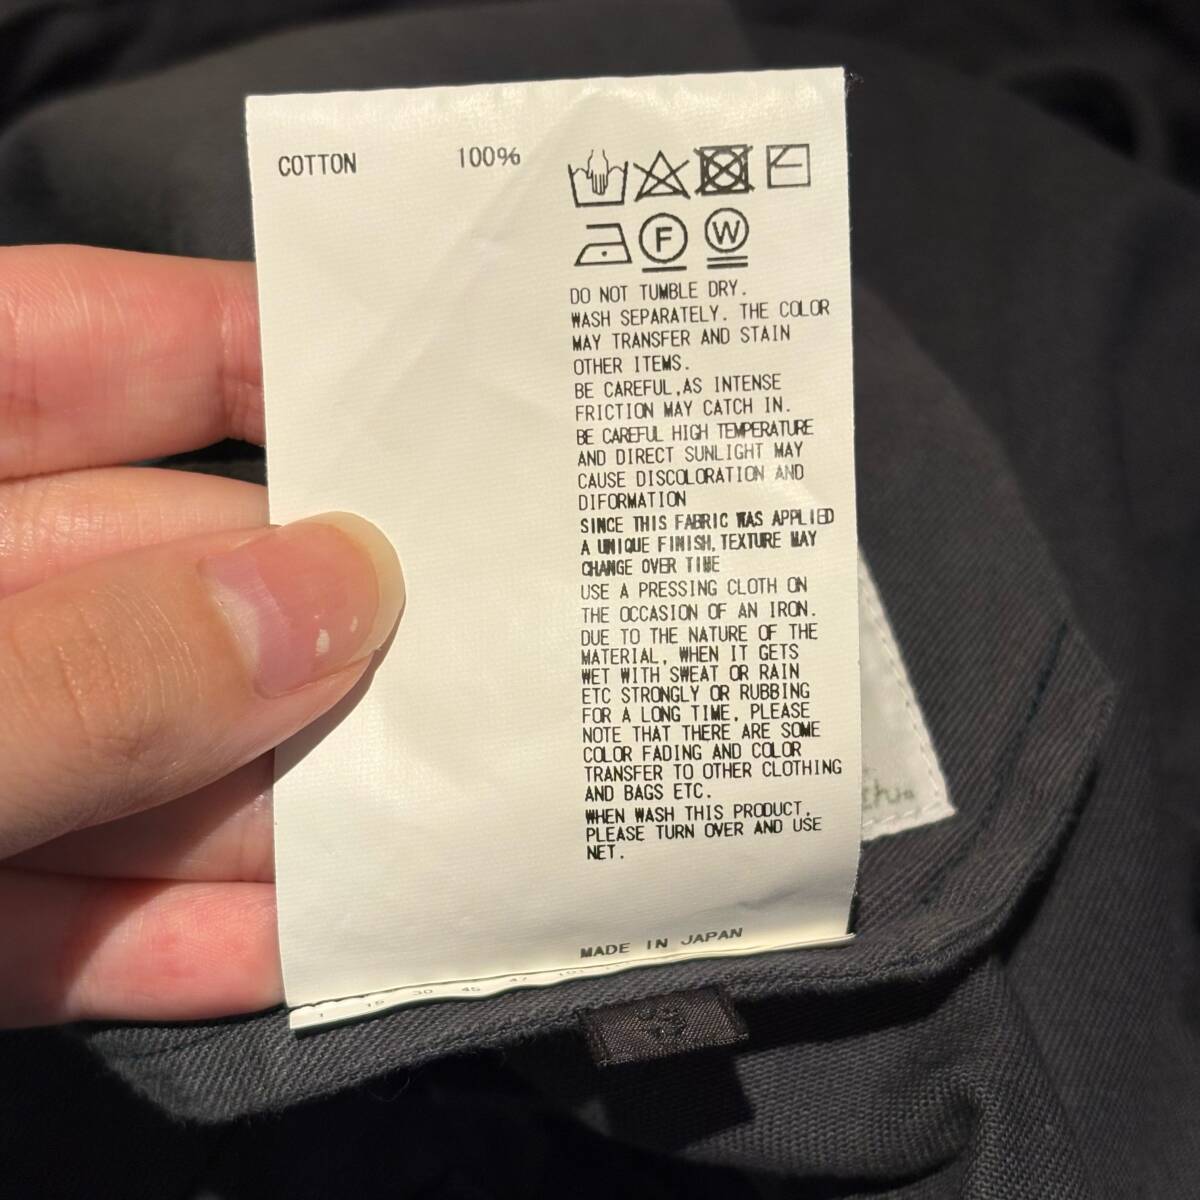 COTTON 100%
F W
DO NOT TUMBLE DRY.
WASH SEPARATELY. THE COLOR
MAY TRANSFER AND STAIN
OTHER ITEMS.
BE CAREFUL,AS INTENSE
FRICTION MAY CATCH IN.
BE CAREFUL HIGH TEMPERATURE
AND DIRECT SUNLIGHT MAY
CAUSE DISCOLORATION AND
DIFORMATION
SINCE THIS FABRIC WAS APPLIED
A UNIQUE FINISH,TEXTURE MAY
CHANGE OVER TIME
USE A PRESSING CLOTH ON
THE OCCASION OF AN IRON.
DUE TO THE NATURE OF THE
MATERIAL, WHEN IT GETS
WET WITH SWEAT OR RAIN
ETC STRONGLY OR RUBBING
FOR A LONG TIME, PLEASE
NOTE THAT THERE ARE SOME
COLOR FADING AND COLOR
TRANSFER TO OTHER CLOTHING
AND BAGS ETC.
WHEN WASH THIS PRODUCT,
PLEASE TURN OVER AND USE
NET.
MADE IN JAPAN
1 15 30 45 47